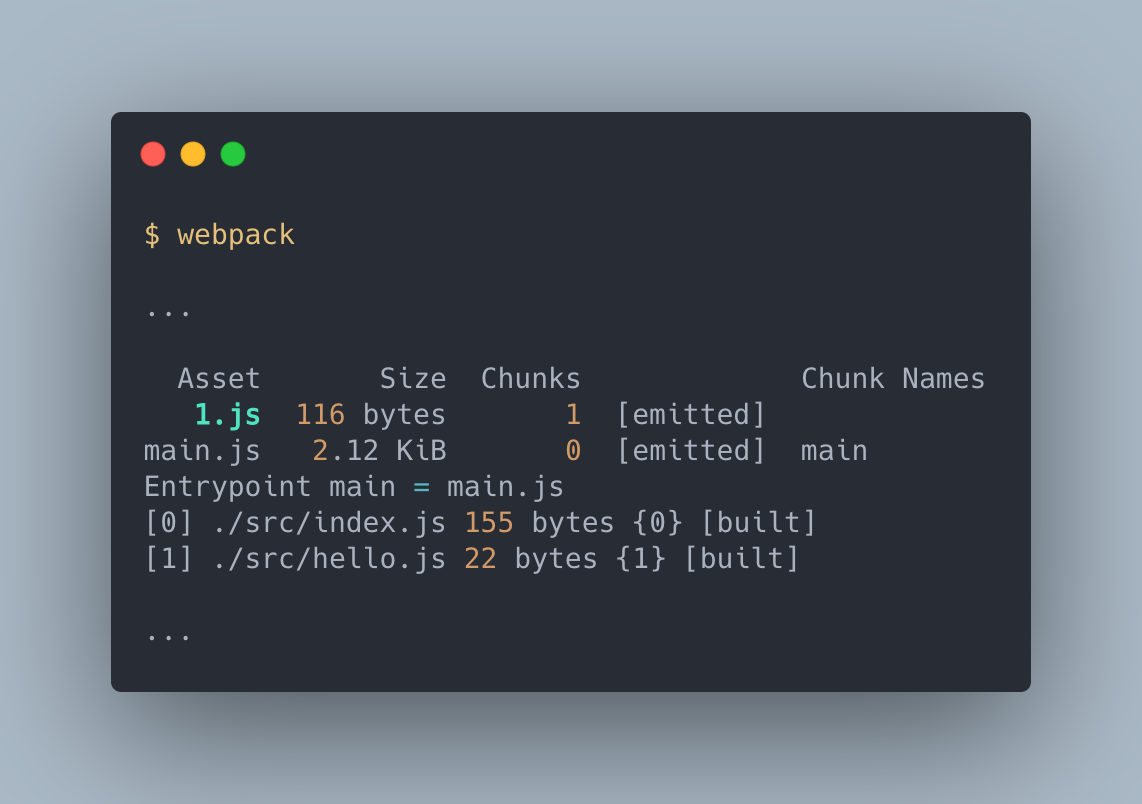 $ webpack
...
  Asset       Size  Chunks             Chunk Names
   1.js  116 bytes       1  [emitted]
main.js   2.12 KiB       0  [emitted]  main
Entrypoint main = main.js
[0] ./src/index.js 155 bytes {0} [built]
[1] ./src/hello.js 22 bytes {1} [built]
...